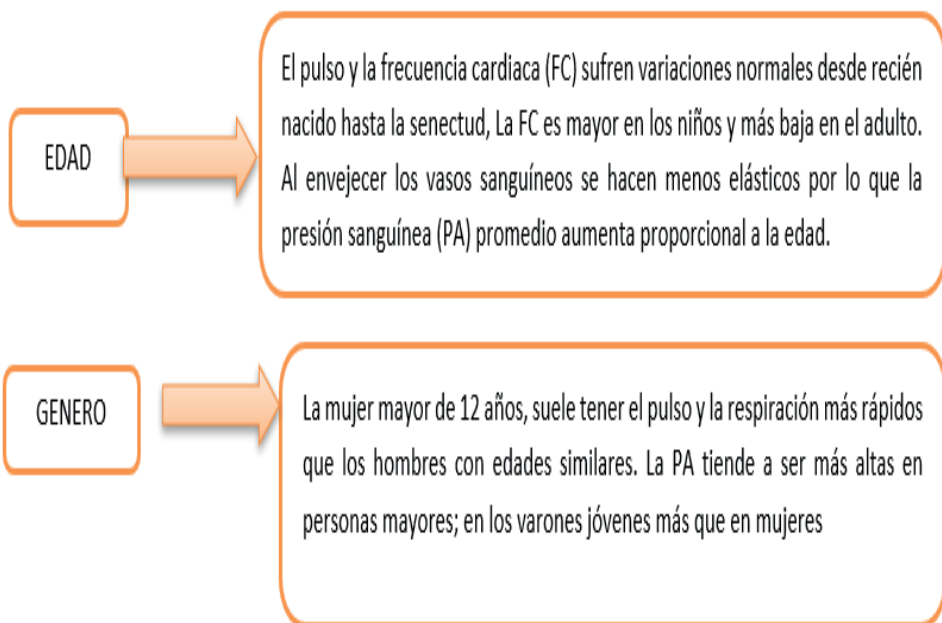 EDAD
El pulso y la frecuencia cardiaca (FC) sufren variaciones normales desde recién
nacido hasta la senectud, La FC es mayor en los niños y más baja en el adulto.
Al envejecer los vasos sanguíneos se hacen menos elásticos por lo que la
presión sanguínea (PA) promedio aumenta proporcional a la edad.
GENERO
La mujer mayor de 12 años, suele tener el pulso y la respiración más rápidos
que los hombres con edades similares. La PA tiende a ser más altas en
personas mayores; en los varones jóvenes más que en mujeres